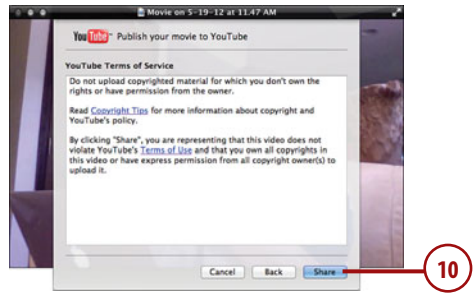 Movie on 5-19-12 at 11.47 AM
YouTube™ Publish your movie to YouTube
YouTube Terms of Service
Do not upload copyrighted material for which you don't own the
rights or have permission from the owner.
Read Copyright Tips for more information about copyright and
YouTube's policy.
By clicking "Share", you are representing that this video does not
violate YouTube's Terms of Use and that you own all copyrights in
this video or have express permission from all copyright owner(s) to
upload it.
Cancel Back Share
10